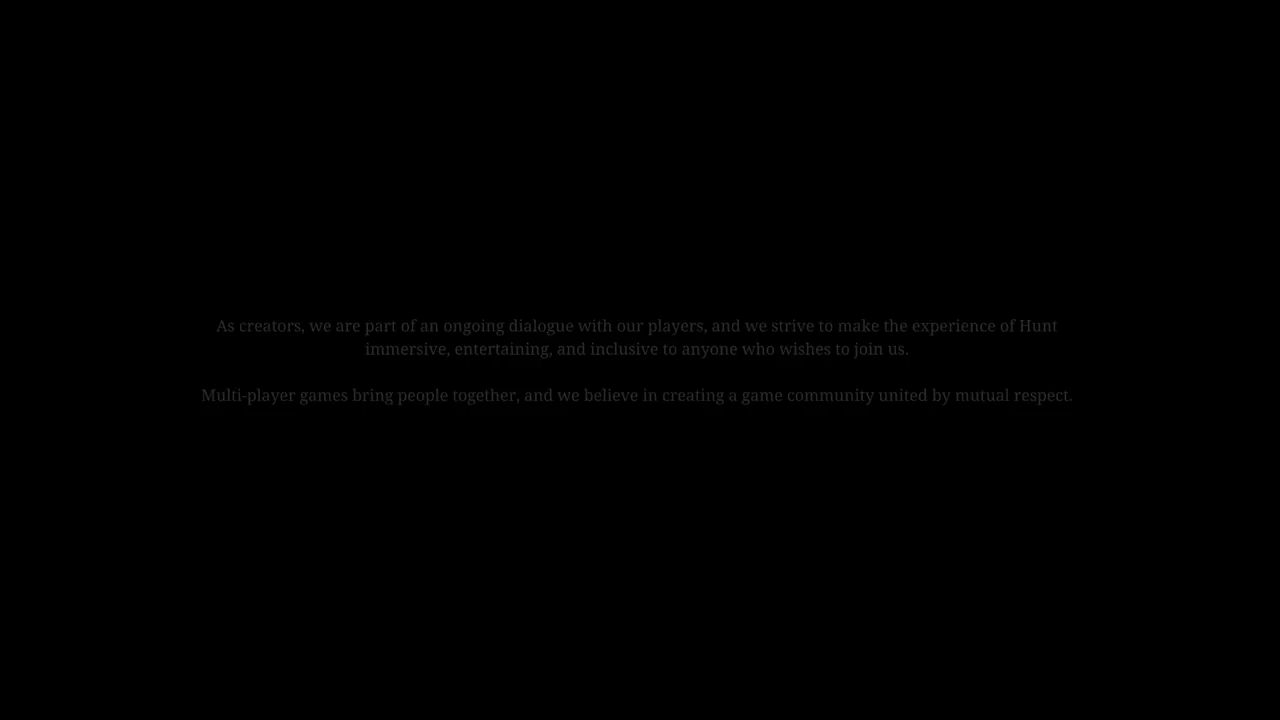 As creators, we are part of an ongoing dialogue with our players, and we strive to make the experience of Hunt
immersive, entertaining, and inclusive to anyone who wishes to join us.
Multi-player games bring people together, and we believe in creating a game community united by mutual respect.